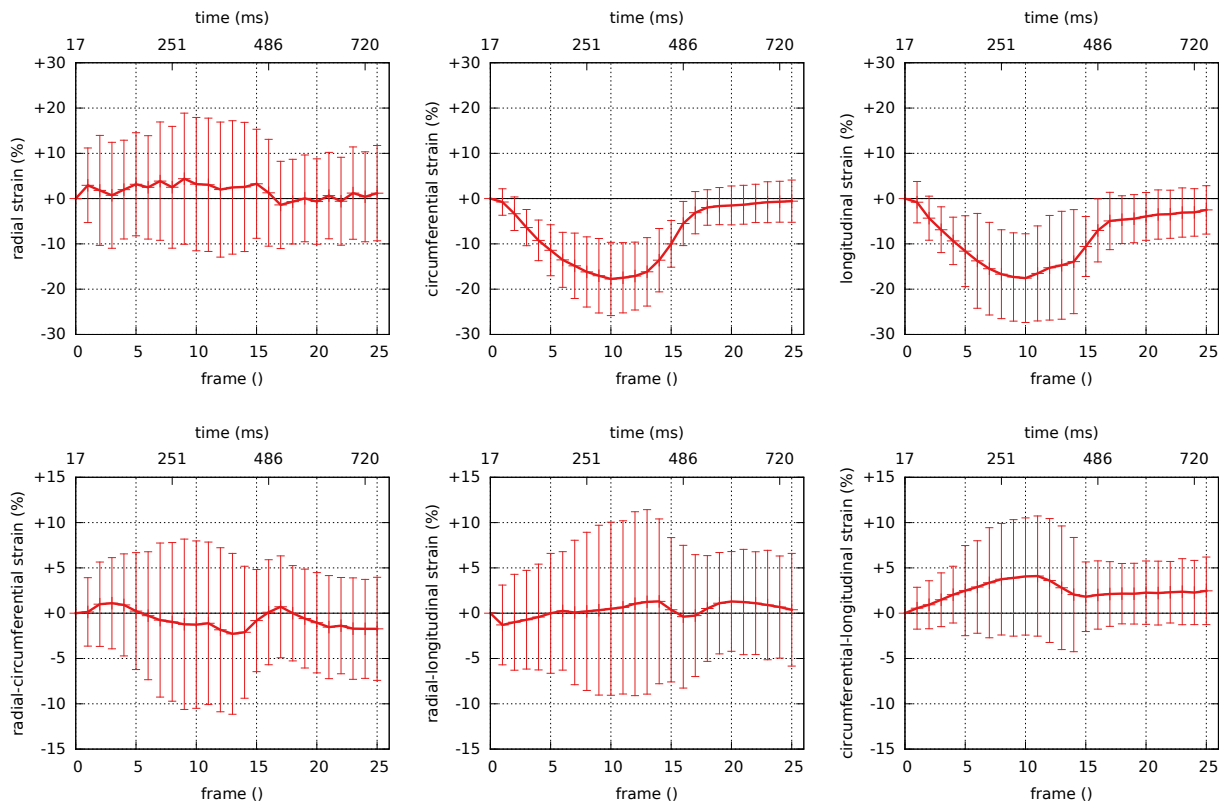 time (ms)
17 251 486 720
+30
+20
+10
+0
-10
-20
-30
radial strain (%)
0 5 10 15 20 25
frame ()
time (ms)
17 251 486 720
+30
+20
+10
+0
-10
-20
-30
circumferential strain (%)
0 5 10 15 20 25
frame ()
time (ms)
17 251 486 720
+30
+20
+10
+0
-10
-20
-30
longitudinal strain (%)
0 5 10 15 20 25
frame ()
time (ms)
17 251 486 720
+15
+10
+5
+0
-5
-10
-15
radial-circumferential strain (%)
0 5 10 15 20 25
frame ()
time (ms)
17 251 486 720
+15
+10
+5
+0
-5
-10
-15
radial-longitudinal strain (%)
0 5 10 15 20 25
frame ()
time (ms)
17 251 486 720
+15
+10
+5
+0
-5
-10
-15
circumferential-longitudinal strain (%)
0 5 10 15 20 25
frame ()